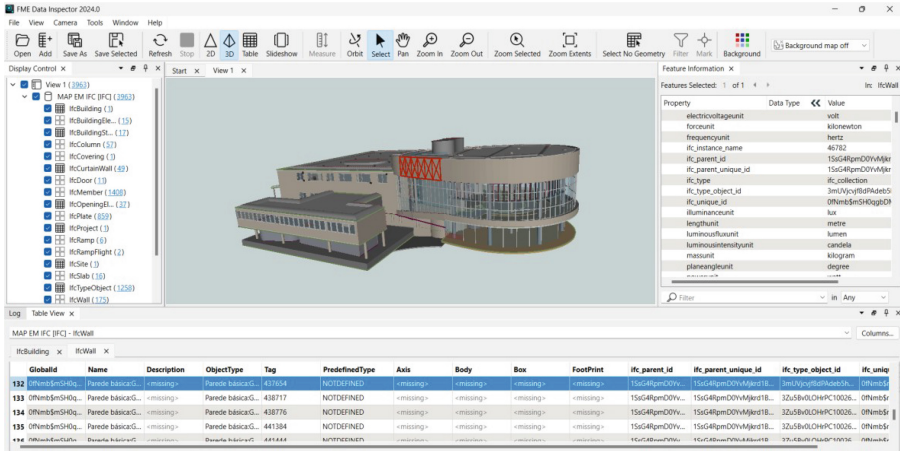 FME Data Inspector 2024.0
File View Camera Tools Window Help
Open Add Save As Save Selected Refresh Stop 2D 3D Table Slideshow Measure Orbit Select Pan Zoom In Zoom Out Zoom Selected Zoom Extents Select No Geometry Filter Mark Background Background map off
Display Control
Start View 1
View 1 (3963)
MAP EM IFC [IFC] (3963)
IfcBuilding (1)
IfcBuildingEle... (15)
IfcBuildingSt... (17)
IfcColumn (57)
IfcCovering (1)
IfcCurtainWall (49)
IfcDoor (11)
IfcMember (1408)
IfcOpeningEl... (37)
IfcPlate (859)
IfcProject (1)
IfcRamp (6)
IfcRampFlight (2)
IfcSite (1)
IfcSlab (16)
IfcTypeObject (1258)
IfcWall (175)
Feature Information
Features Selected: 1 of 1 In: IfcWall
Property Data Type Value
electricvoltageunit volt
forceunit kilonewton
frequencyunit hertz
ifc_instance_name 46782
ifc_parent_id 1SsG4RpmD0YvMjkr
ifc_parent_unique_id 1SsG4RpmD0YvMjkr
ifc_type ifc_collection
ifc_type_object_id
ifc_unique_id
illuminanceunit lux
lengthunit metre
luminousfluxunit lumen
luminousintensityunit candela
massunit kilogram
planeangleunit degree
Filter in Any
Log Table View
MAP EM IFC [IFC] - IfcWall Columns...
IfcBuilding IfcWall
GlobalId Name Description ObjectType Tag PredefinedType Axis Body Box FootPrint ifc_parent_id ifc_parent_unique_id ifc_type_object_id ifc_uniqu
132 0fNmb$mSH0q... Parede básica:G... <missing> Parede básica:G... 437654 NOTDEFINED <missing> <missing> <missing> <missing> 1SsG4RpmD0Yv... 1SsG4RpmD0YvMjkrd1B... 0fNmb$r
133 0fNmb$mSH0q... Parede básica:G... <missing> Parede básica:G... 438717 NOTDEFINED <missing> <missing> <missing> <missing> 1SsG4RpmD0Yv... 1SsG4RpmD0YvMjkrd1B... 3Zu5Bv0LOHrPC10026... 0fNmb$r
134 0fNmb$mSH0q... Parede básica:G... <missing> Parede básica:G... 438776 NOTDEFINED <missing> <missing> <missing> <missing> 1SsG4RpmD0Yv... 1SsG4RpmD0YvMjkrd1B... 3Zu5Bv0LOHrPC10026... 0fNmb$r
135 0fNmb$mSH0q... Parede básica:G... <missing> Parede básica:G... 441384 NOTDEFINED <missing> <missing> <missing> <missing> 1SsG4RpmD0Yv... 1SsG4RpmD0YvMjkrd1B... 3Zu5Bv0LOHrPC10026... 0fNmb$r